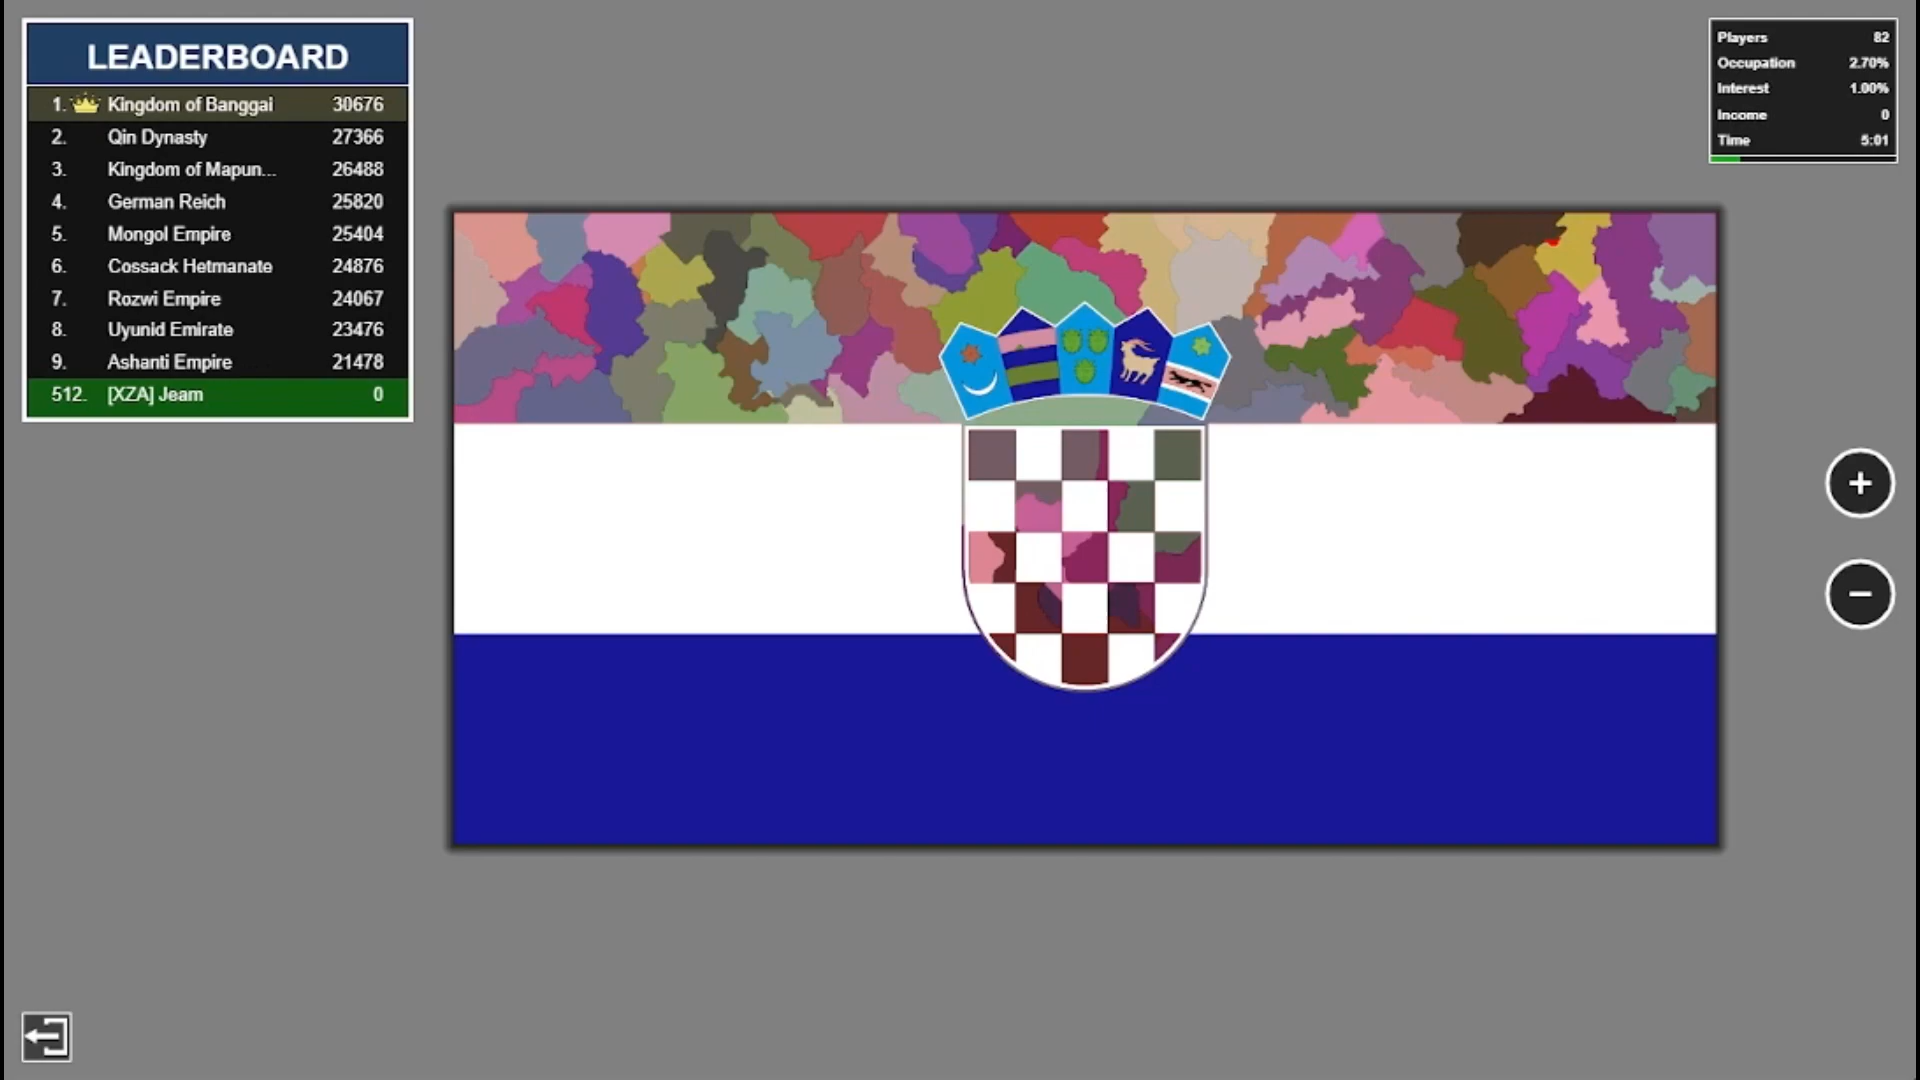 LEADERBOARD
1. Kingdom of Banggai 30676
2. Qin Dynasty 27366
3. Kingdom of Mapun... 26488
4. German Reich 25820
5. Mongol Empire 25404
6. Cossack Hetmanate 24876
7. Rozwi Empire 24067
8. Uyunid Emirate 23476
9. Ashanti Empire 21478
512. [XZA] Jeam 0
Players 82
Occupation 2.70%
Interest 1.00%
Income 0
Time 5:01
+
−